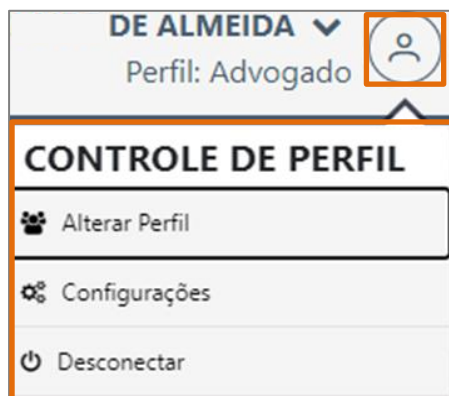 DE ALMEIDA
Perfil: Advogado
CONTROLE DE PERFIL
Alterar Perfil
Configurações
Desconectar